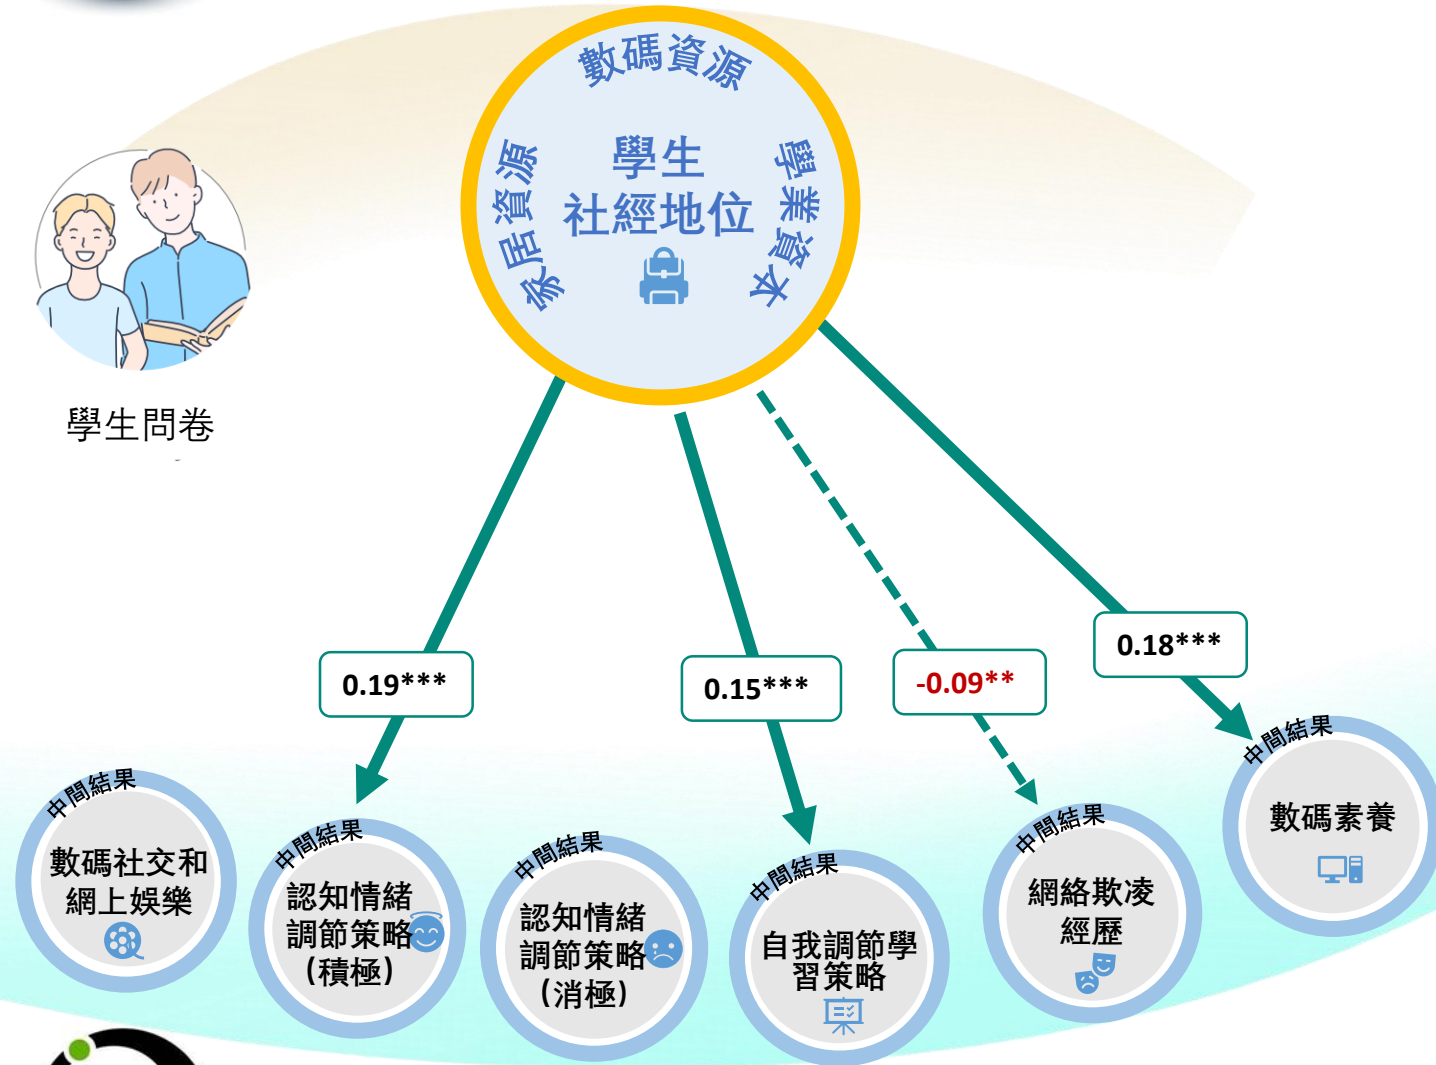 數碼資源
家居資源
學業資本
學生
社經地位
學生問卷
0.19***
0.15***
-0.09**
0.18***
中間結果
數碼社交和
網上娛樂
中間結果
認知情緒
調節策略
(積極)
中間結果
認知情緒
調節策略
(消極)
中間結果
自我調節學
習策略
中間結果
網絡欺凌
經歷
中間結果
數碼素養